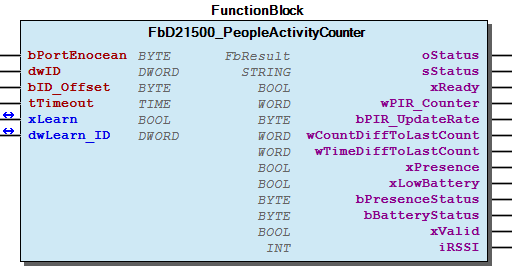 FunctionBlock
FbD21500_PeopleActivityCounter
bPortEnocean BYTE FbResult oStatus
dwID DWORD STRING sStatus
bID_Offset BYTE BOOL xReady
tTimeout TIME WORD wPIR_Counter
xLearn BOOL BYTE bPIR_UpdateRate
dwLearn_ID DWORD WORD wCountDiffToLastCount
WORD wTimeDiffToLastCount
BOOL xPresence
BOOL xLowBattery
BYTE bPresenceStatus
BYTE bBatteryStatus
BOOL xValid
INT iRSSI